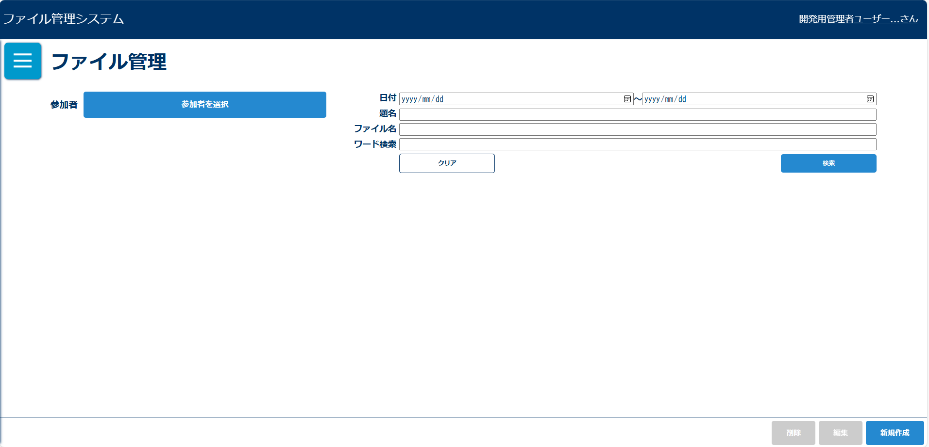 ファイル管理システム
開発用管理者ユーザー...さん
ファイル管理
参加者
参加者を選択
日付
yyyy/mm/dd
～
yyyy/mm/dd
題名
ファイル名
ワード検索
クリア
検索
削除
編集
新規作成